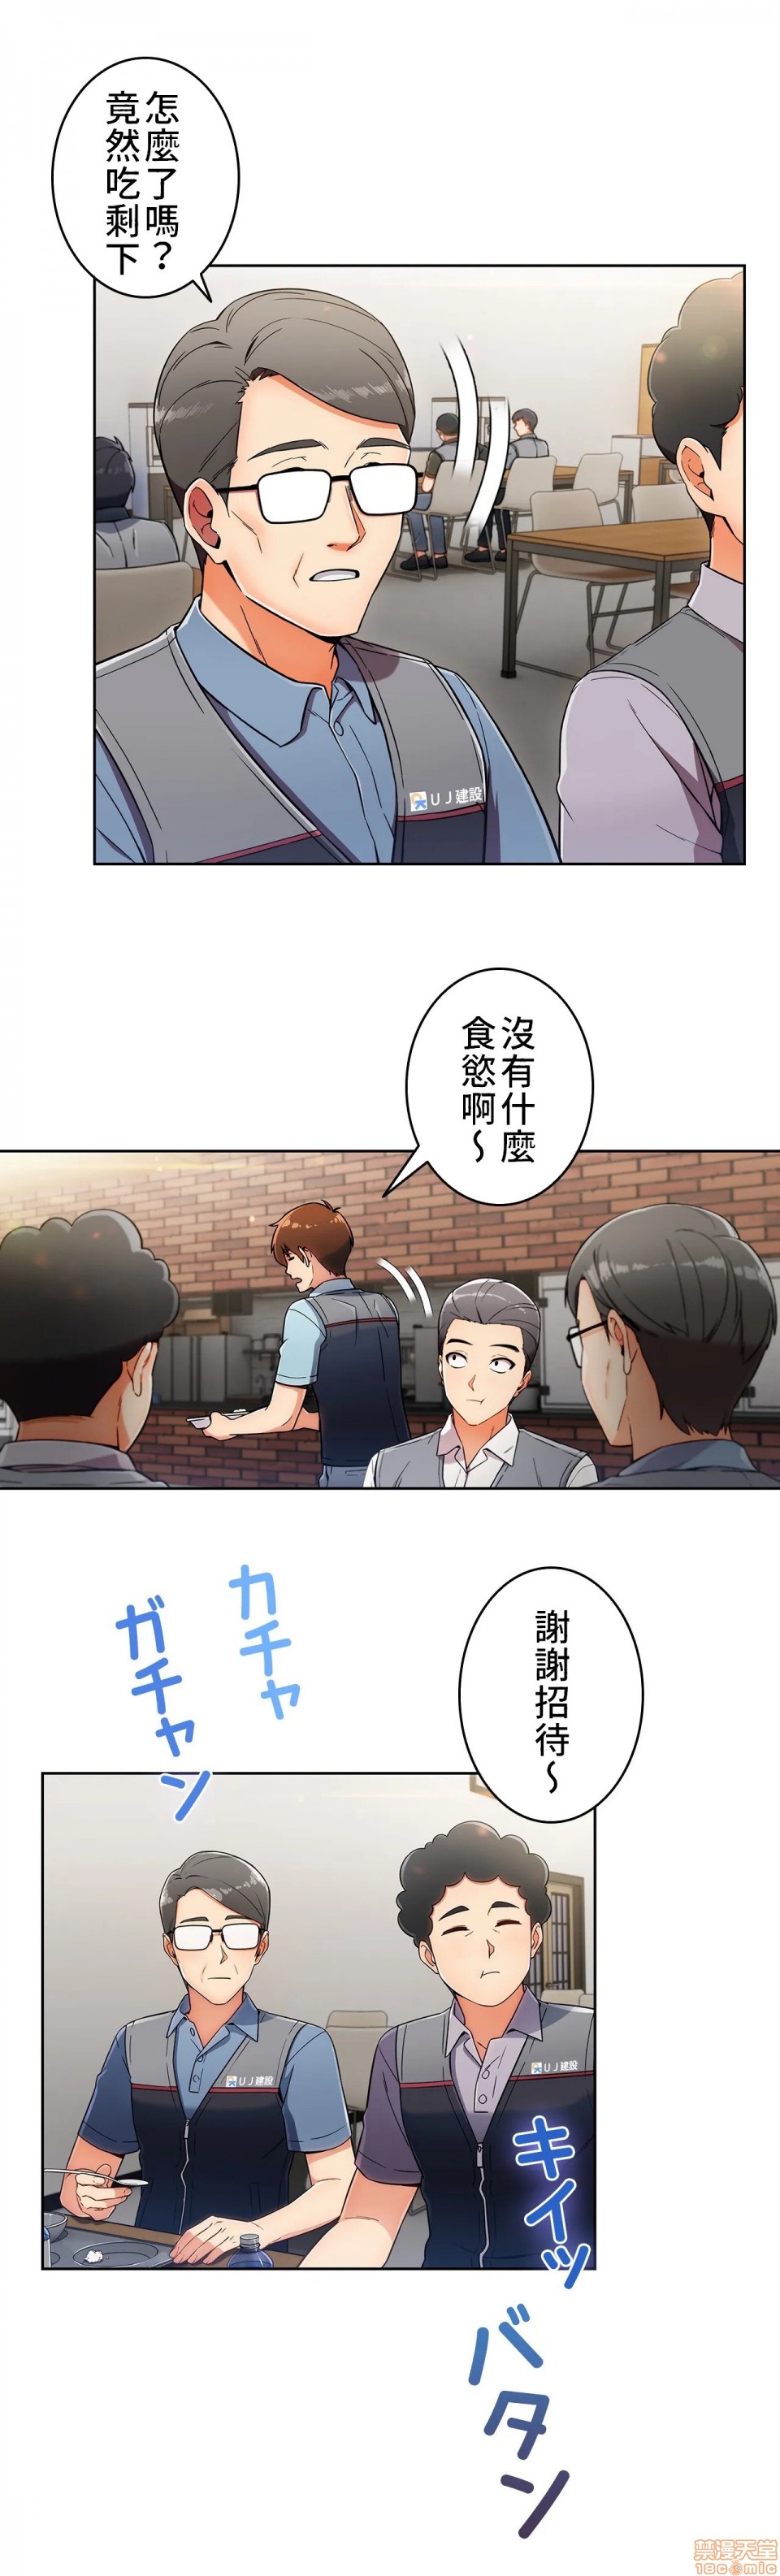 怎麼了嗎？
竟然吃剩下
UJ建設
沒有什麼
食慾啊～
謝謝招待～
カチャ
ガチャン
UJ建設
UJ建設
キイッ
バタン
禁漫天堂
18comic